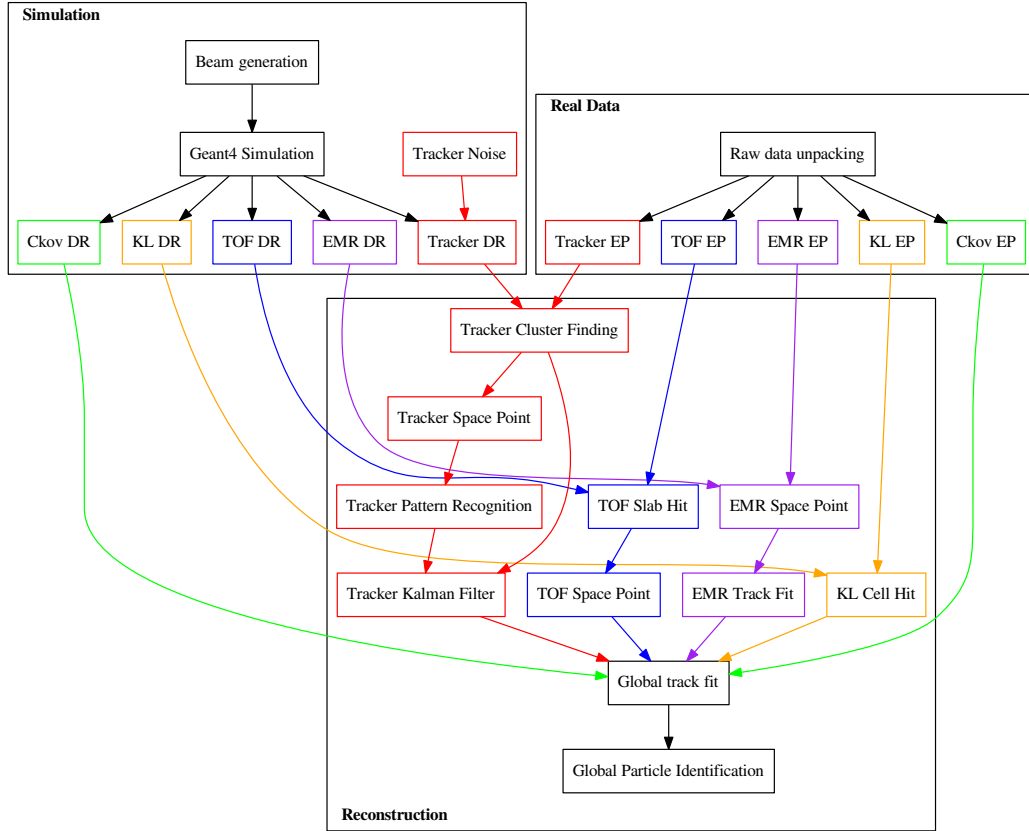 Simulation
Beam generation
Real Data
Geant4 Simulation
Tracker Noise
Raw data unpacking
Ckov DR
KL DR
TOF DR
EMR DR
Tracker DR
Tracker EP
TOF EP
EMR EP
KL EP
Ckov EP
Tracker Cluster Finding
Tracker Space Point
Tracker Pattern Recognition
TOF Slab Hit
EMR Space Point
Tracker Kalman Filter
TOF Space Point
EMR Track Fit
KL Cell Hit
Global track fit
Global Particle Identification
Reconstruction